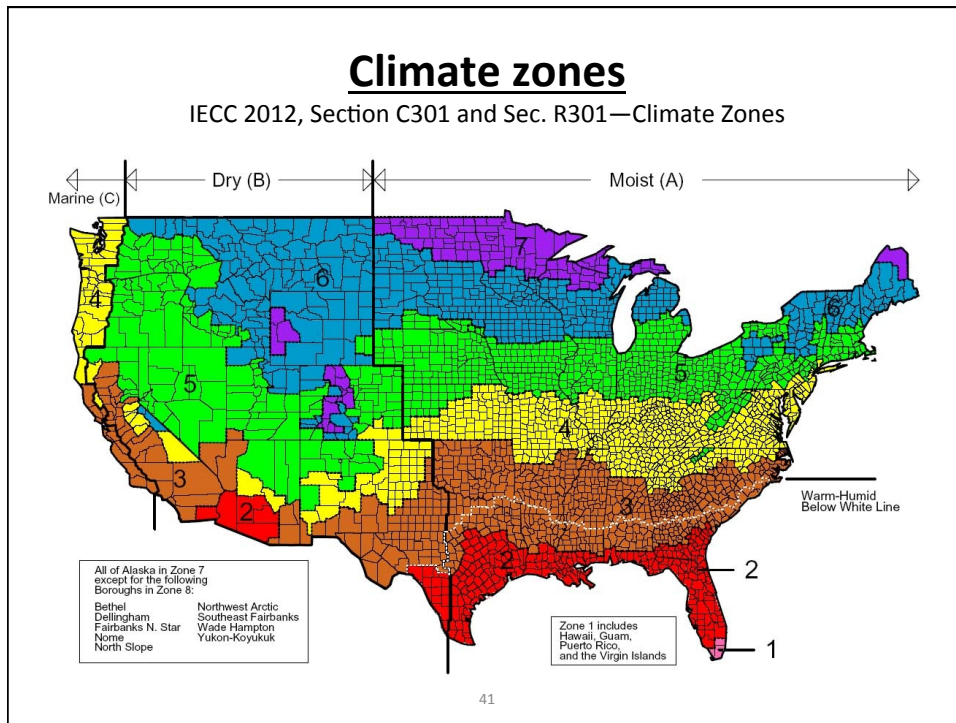 Climate zones
IECC 2012, Section C301 and Sec. R301—Climate Zones
Marine (C)
Dry (B)
Moist (A)
7
6
6
4
5
5
4
3
3
Warm-Humid
Below White Line
2
2
2
1
All of Alaska in Zone 7
except for the following
Boroughs in Zone 8:
Bethel
Dellingham
Fairbanks N. Star
Nome
North Slope
Northwest Arctic
Southeast Fairbanks
Wade Hampton
Yukon-Koyukuk
Zone 1 includes
Hawaii, Guam,
Puerto Rico,
and the Virgin Islands
41